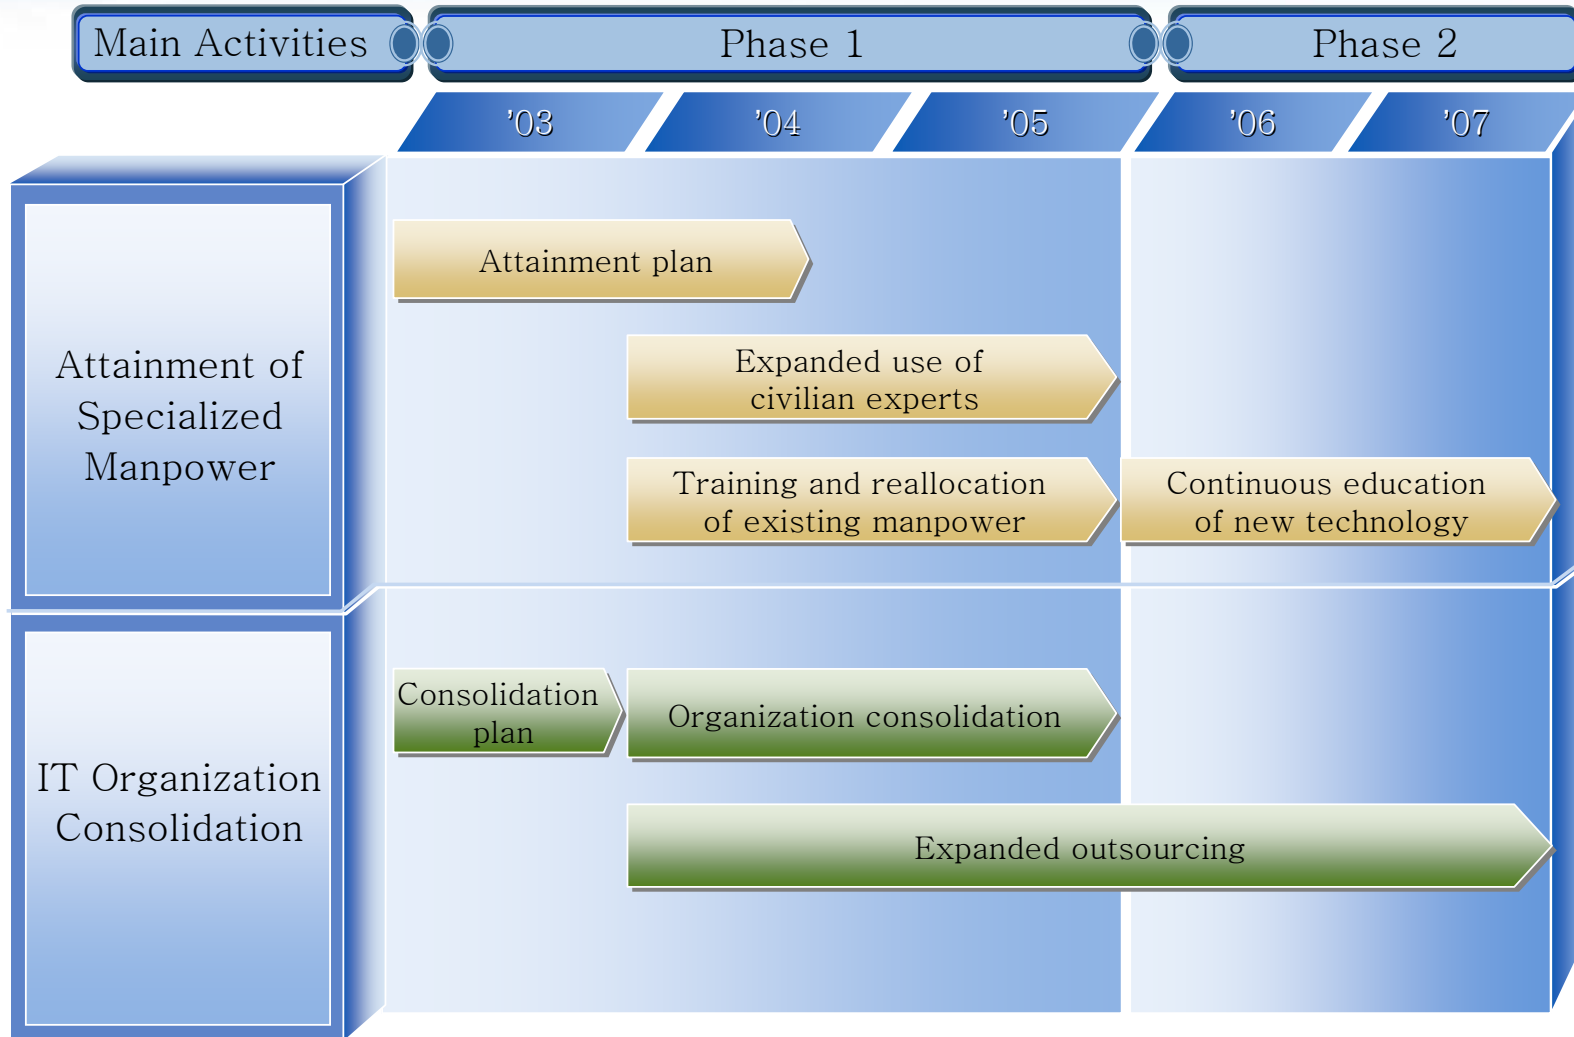 Main Activities
Phase 1
Phase 2
'03
'04
'05
'06
'07
Attainment of
Specialized
Manpower
Attainment plan
Expanded use of
civilian experts
Training and reallocation
of existing manpower
Continuous education
of new technology
IT Organization
Consolidation
Consolidation
plan
Organization consolidation
Expanded outsourcing